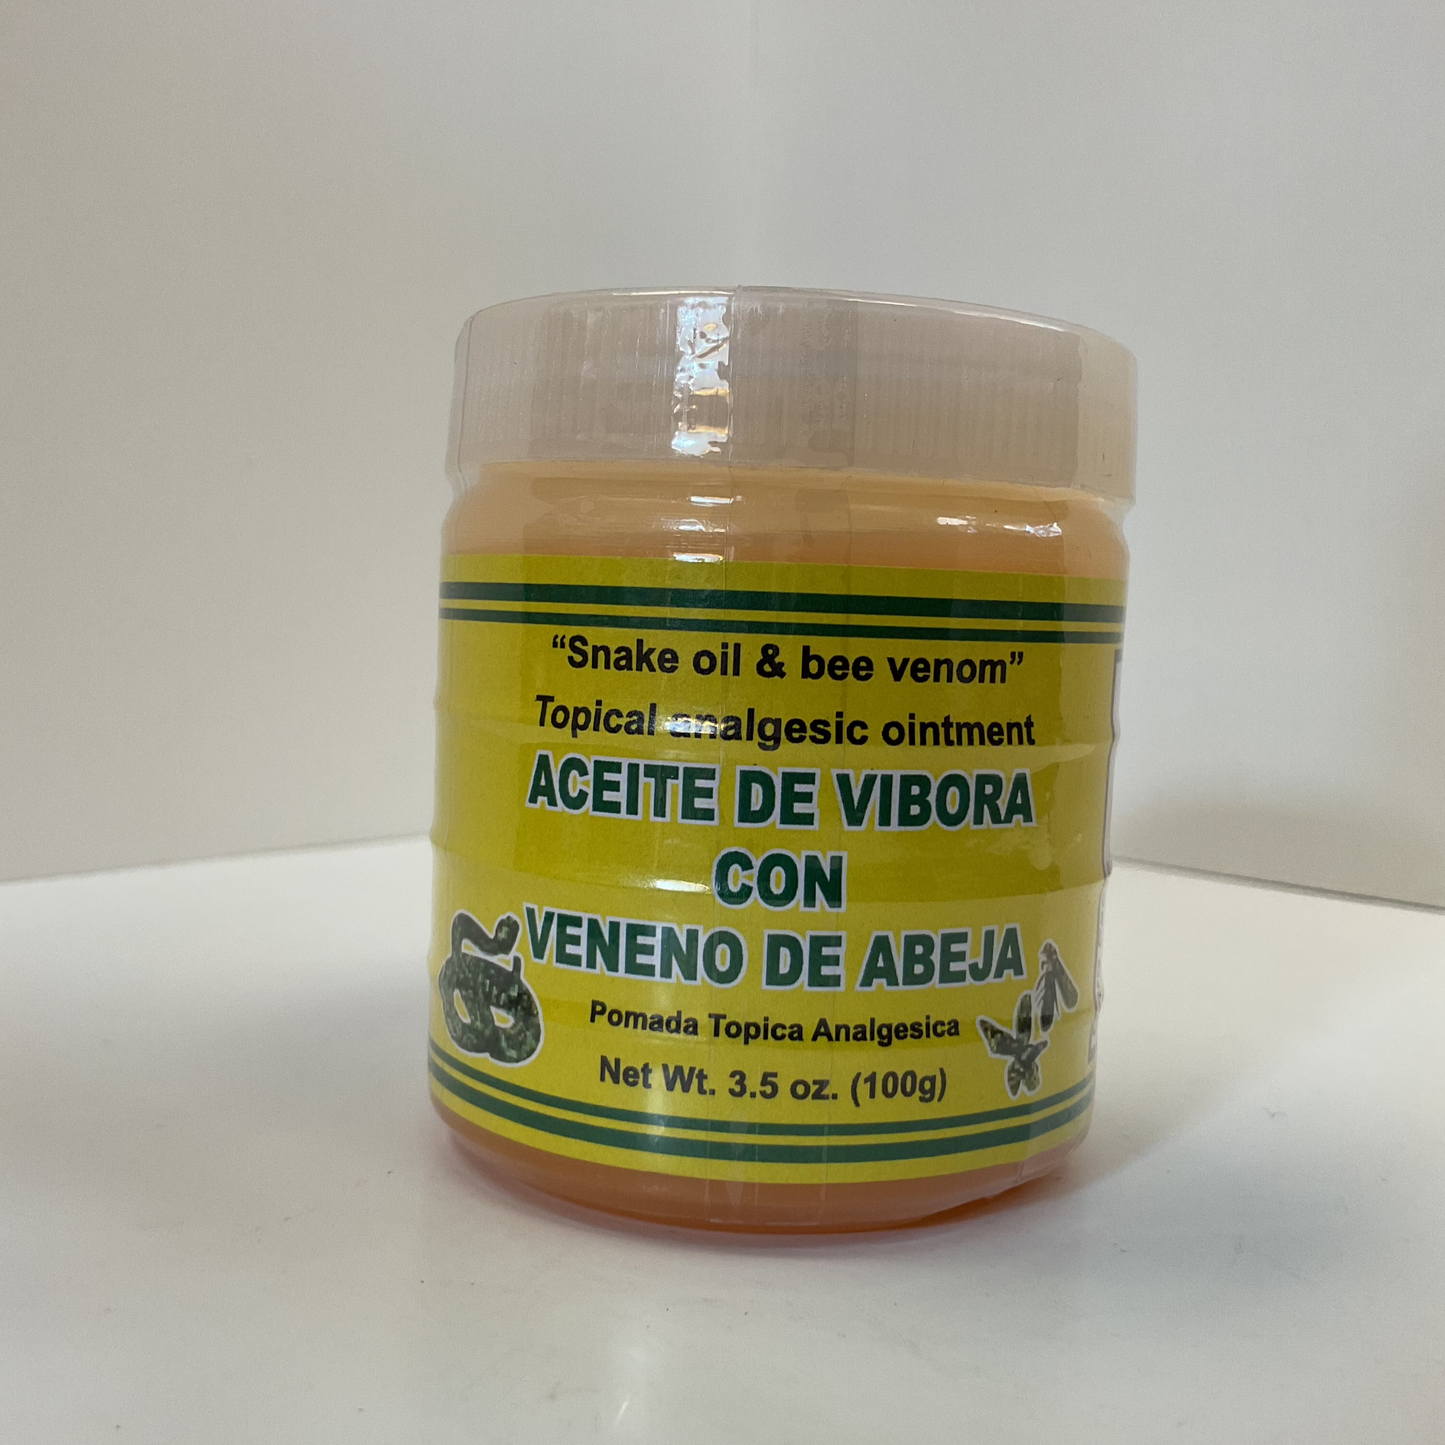 “Snake oil & bee venom”
Topical analgesic ointment
ACEITE DE VIBORA
CON
VENENO DE ABEJA
Pomada Topica Analgesica
Net Wt. 3.5 oz. (100g)